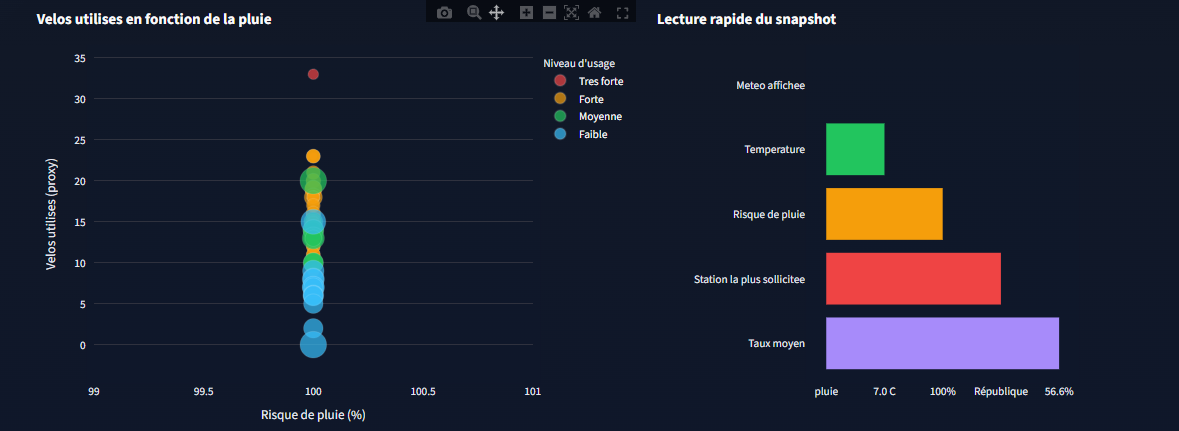 Velos utilises en fonction de la pluie
35
30
25
20
15
10
5
0
Velos utilises (proxy)
99
99.5
100
100.5
101
Risque de pluie (%)
Niveau d'usage
Tres forte
Forte
Moyenne
Faible
Lecture rapide du snapshot
Meteo affichee
Temperature
Risque de pluie
Station la plus sollicitee
Taux moyen
pluie
7.0 C
100%
République
56.6%